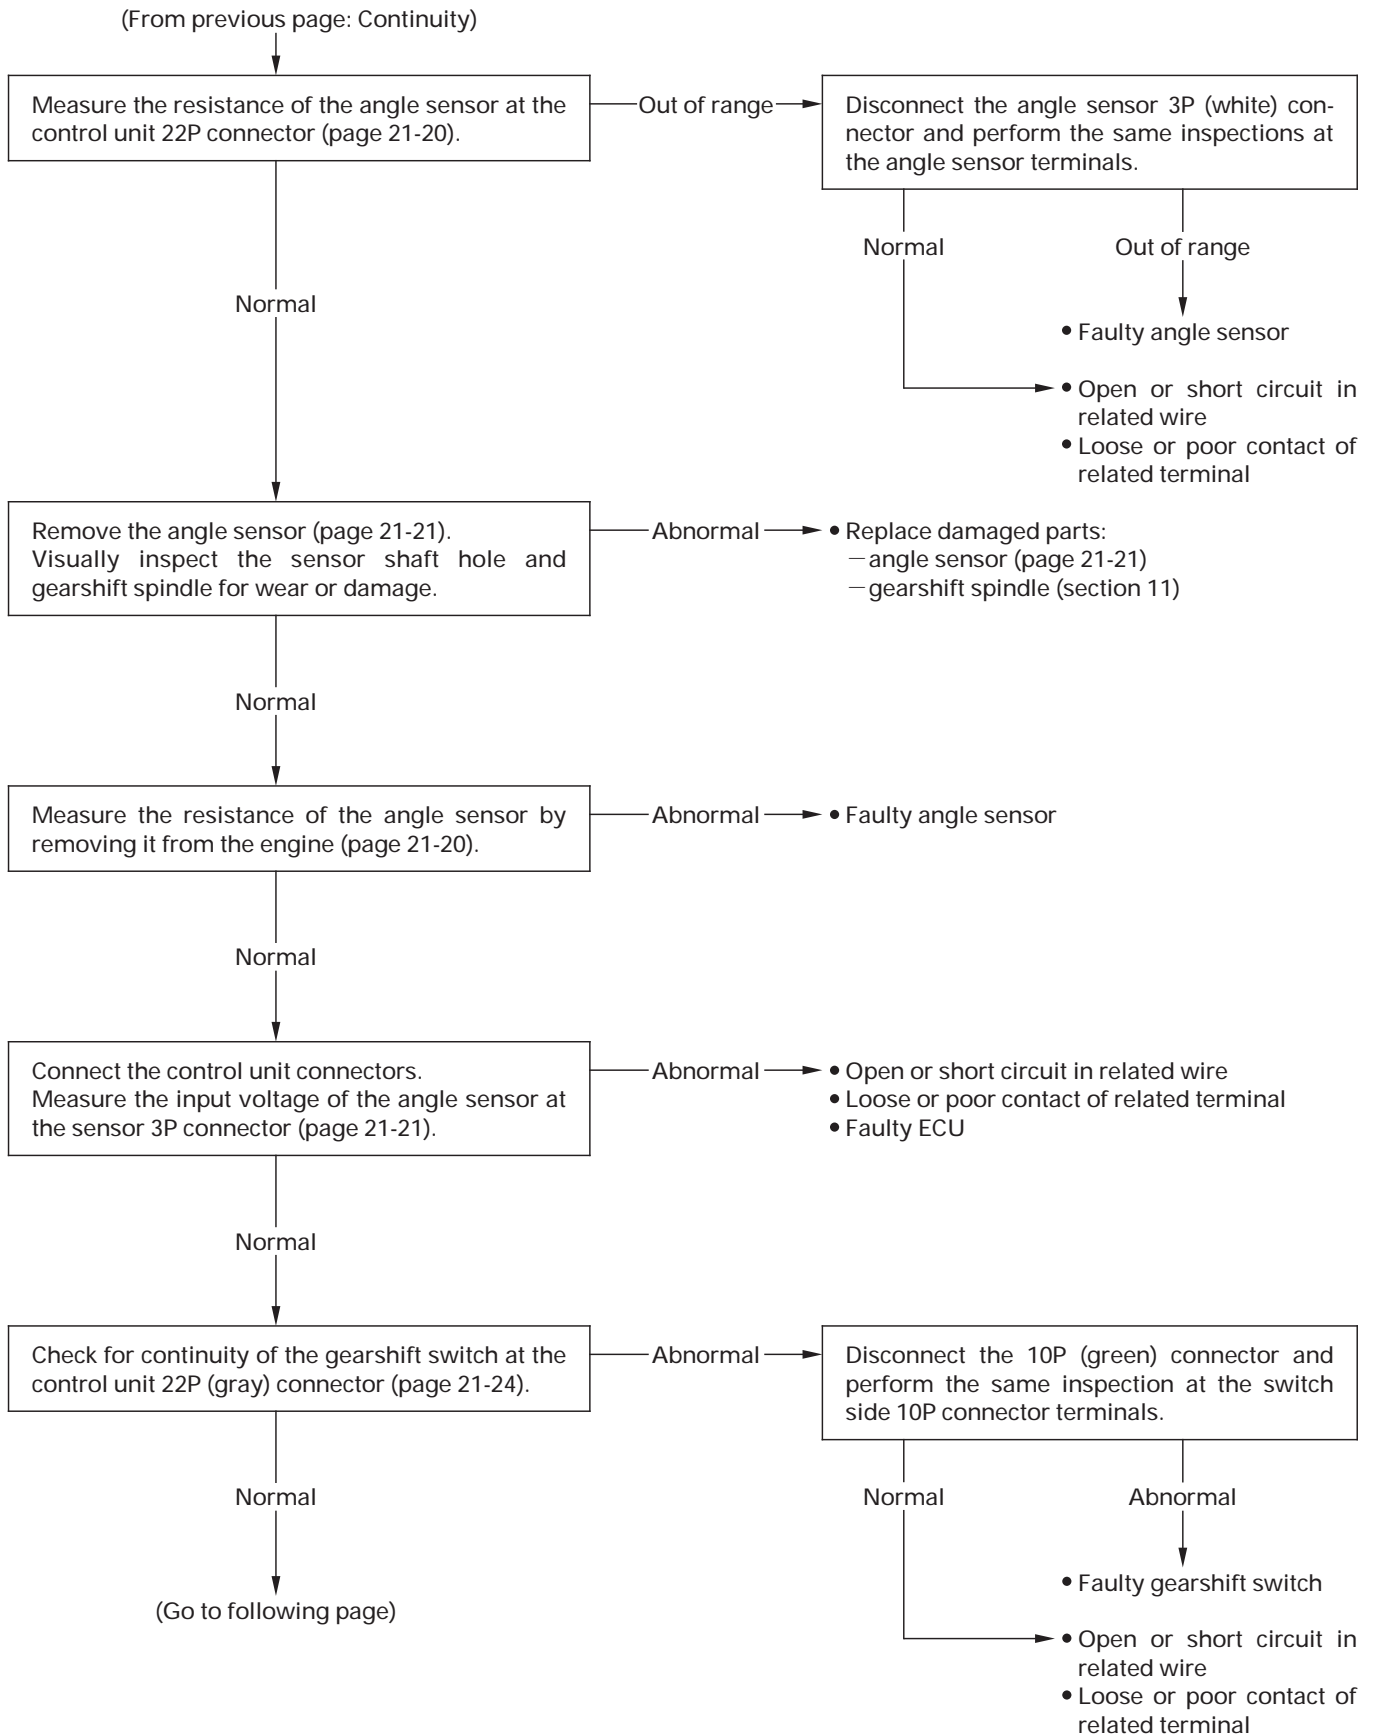 (From previous page: Continuity)
Measure the resistance of the angle sensor at the
control unit 22P connector (page 21-20).
Out of range
Disconnect the angle sensor 3P (white) con-
nector and perform the same inspections at
the angle sensor terminals.
Normal
Out of range
Normal
• Faulty angle sensor
• Open or short circuit in
related wire
• Loose or poor contact of
related terminal
Remove the angle sensor (page 21-21).
Visually inspect the sensor shaft hole and
gearshift spindle for wear or damage.
Abnormal
• Replace damaged parts:
—angle sensor (page 21-21)
—gearshift spindle (section 11)
Normal
Measure the resistance of the angle sensor by
removing it from the engine (page 21-20).
Abnormal
• Faulty angle sensor
Normal
Connect the control unit connectors.
Measure the input voltage of the angle sensor at
the sensor 3P connector (page 21-21).
Abnormal
• Open or short circuit in related wire
• Loose or poor contact of related terminal
• Faulty ECU
Normal
Check for continuity of the gearshift switch at the
control unit 22P (gray) connector (page 21-24).
Abnormal
Disconnect the 10P (green) connector and
perform the same inspection at the switch
side 10P connector terminals.
Normal
Normal
Abnormal
• Faulty gearshift switch
(Go to following page)
• Open or short circuit in
related wire
• Loose or poor contact of
related terminal